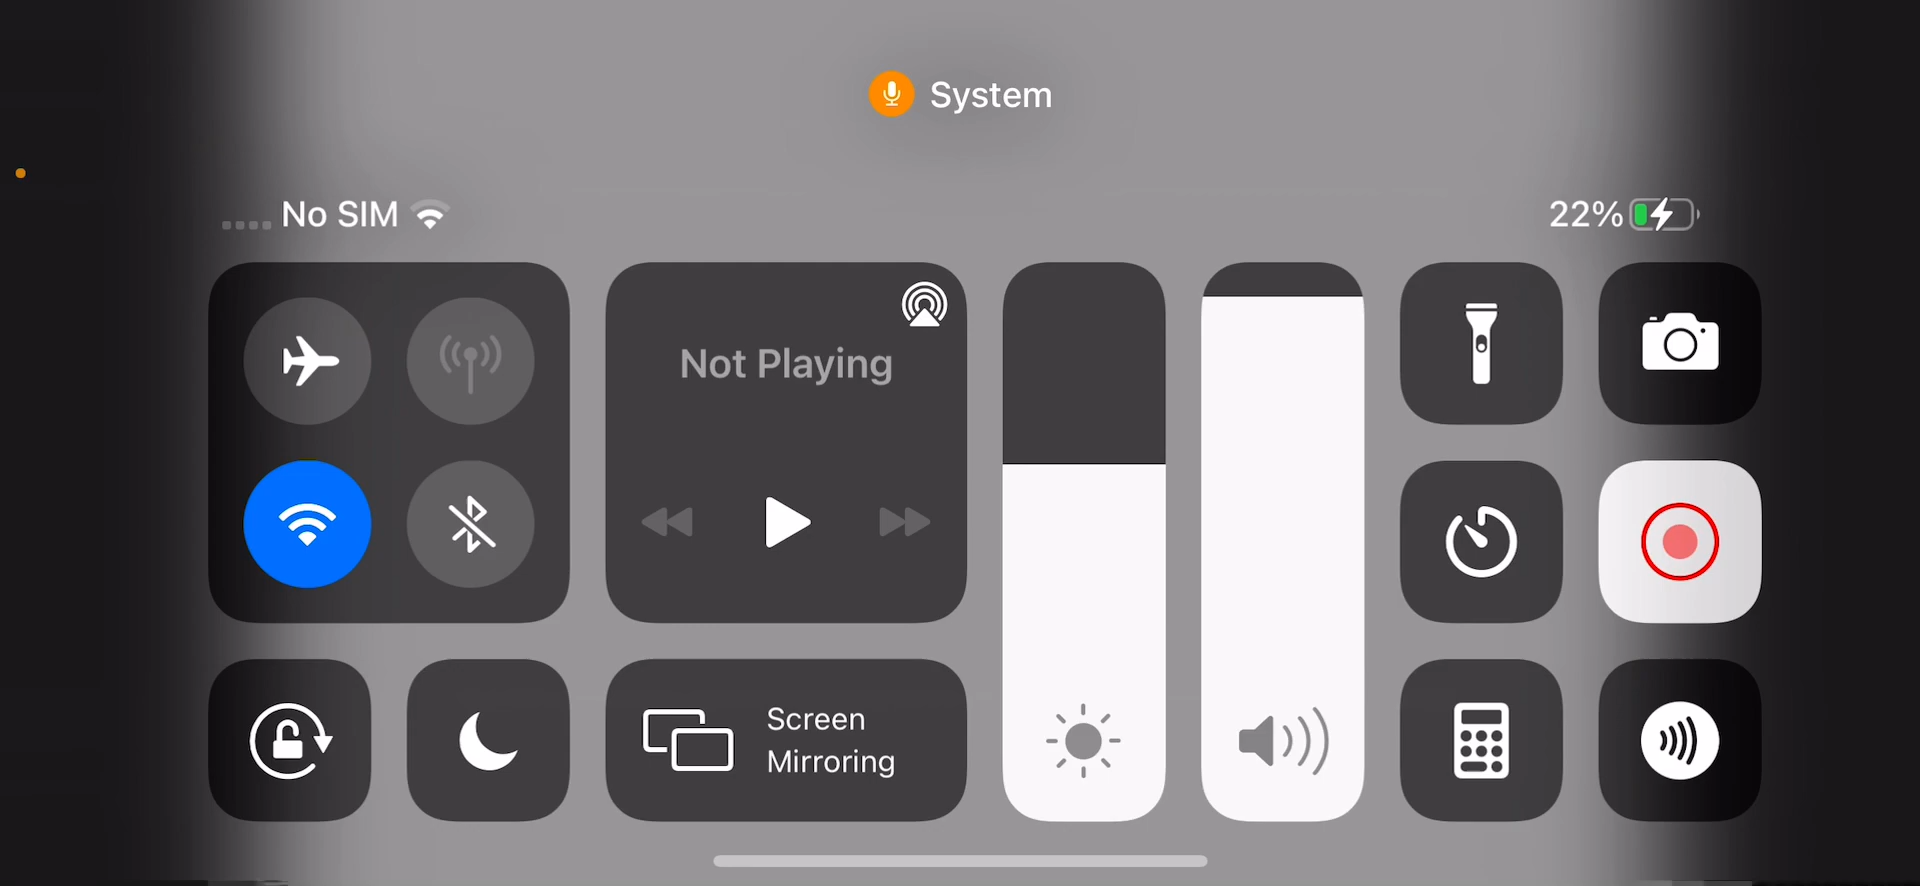 System
No SIM
22%
Not Playing
Screen
Mirroring